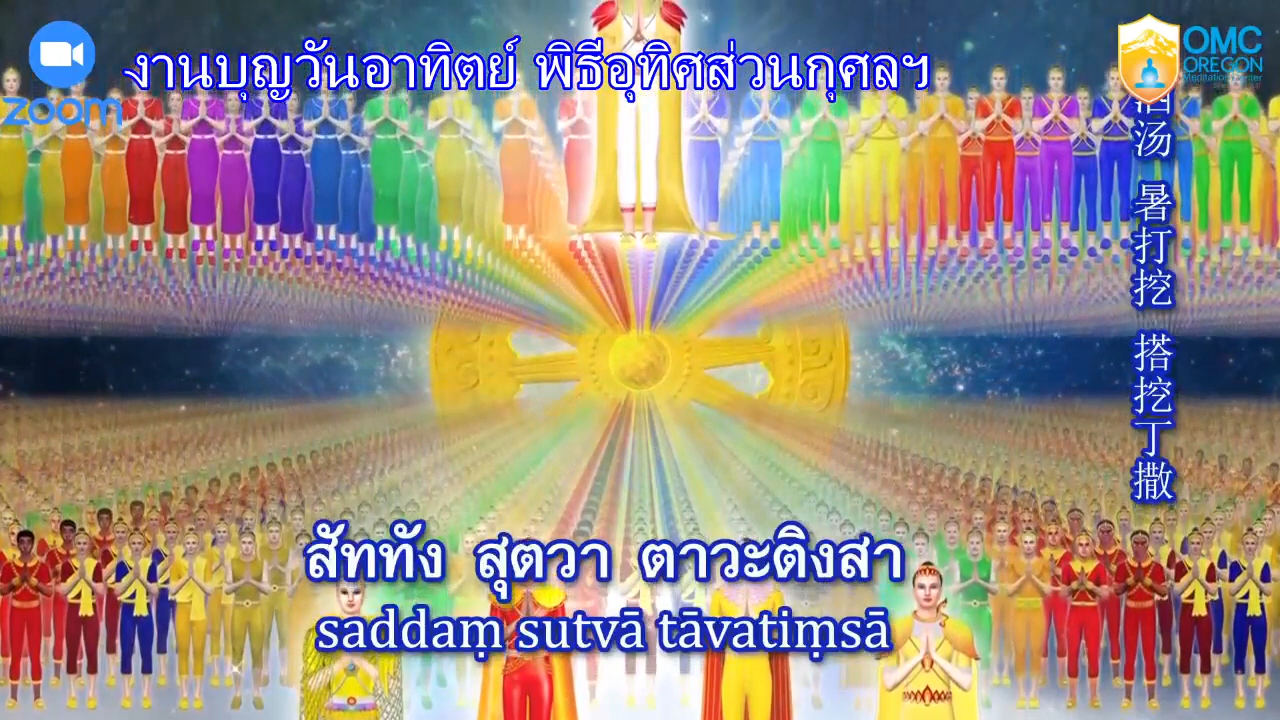 zoom
งานบุญวันอาทิตย์ พิธีอุทิศส่วนกุศลฯ
OMC
OREGON
Meditation Center
汤 暑打挖 搭挖丁撒
สัททัง สุตวา ตาวะติงสา
saddaṃ sutvā tāvatiṃsā